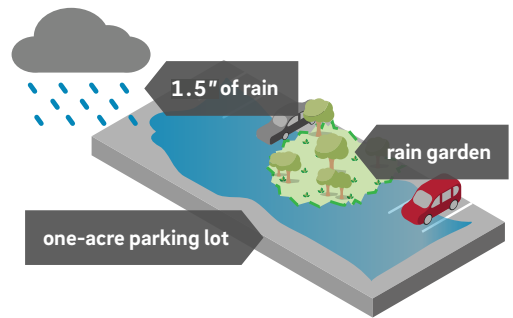 1.5" of rain
rain garden
one-acre parking lot